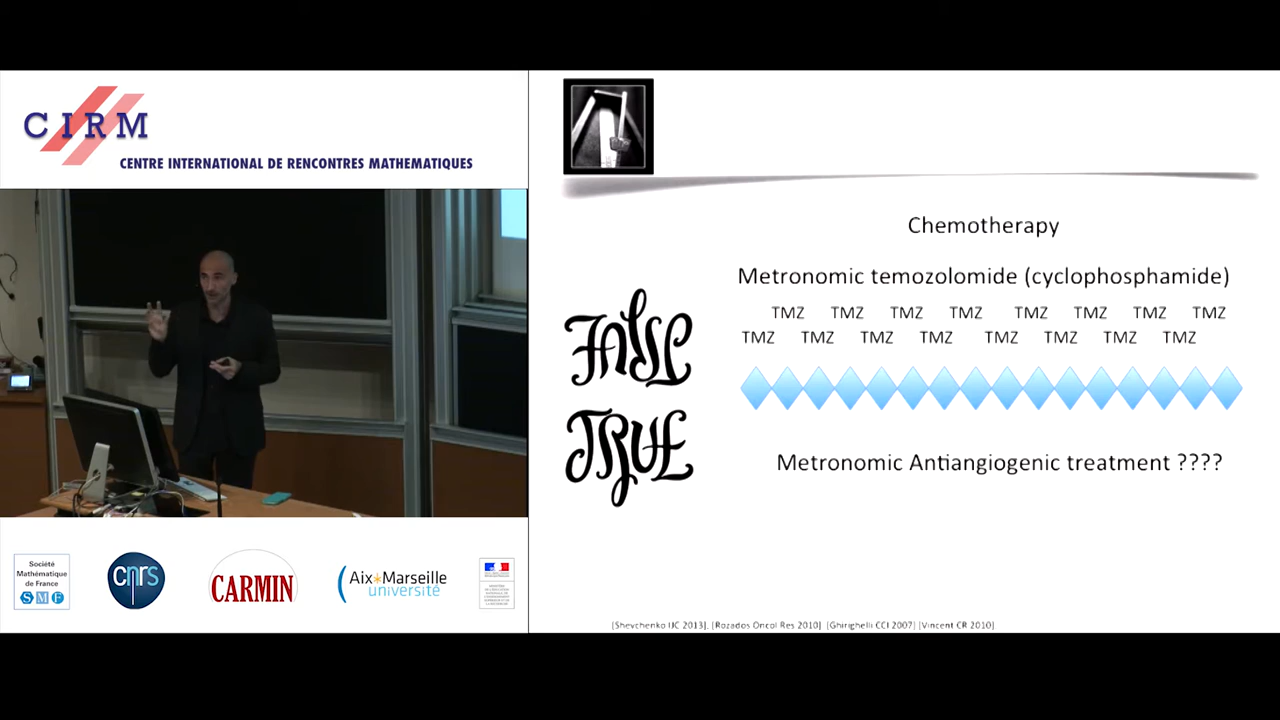 CIRM
CENTRE INTERNATIONAL DE RENCONTRES MATHEMATIQUES
Chemotherapy
Metronomic temozolomide (cyclophosphamide)
TMZ TMZ TMZ TMZ TMZ TMZ TMZ TMZ
TMZ TMZ TMZ TMZ TMZ TMZ TMZ TMZ
FALSE
TRUE
Metronomic Antiangiogenic treatment ????
Société
Mathématique
de France
SMF
cnrs
CARMIN
Aix*Marseille
université
[Shevchenko IJC 2013], [Rozados Oncol Res 2010] [Ghirighelli CCI 2007] [Vincent CR 2010]